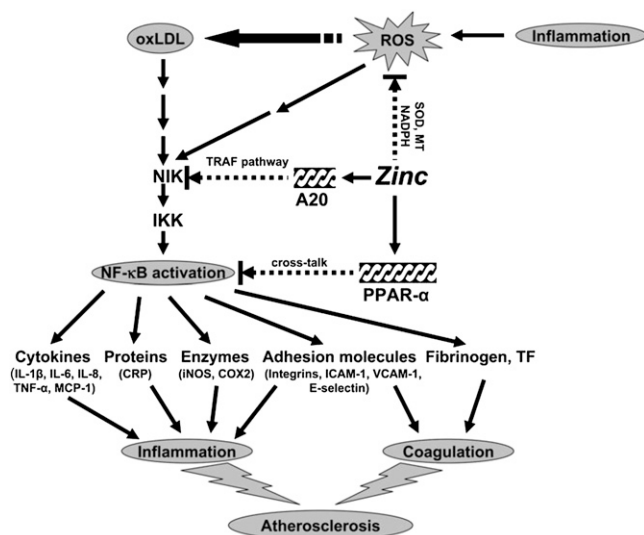 oxLDL
ROS
Inflammation
SOD, MT
NADPH
TRAF pathway
NIK
A20
Zinc
IKK
cross-talk
NF-κB activation
PPAR-α
Cytokines
(IL-1β, IL-6, IL-8,
TNF-α, MCP-1)
Proteins
(CRP)
Enzymes
(iNOS, COX2)
Adhesion molecules
(Integrins, ICAM-1, VCAM-1,
E-selectin)
Fibrinogen, TF
Inflammation
Coagulation
Atherosclerosis